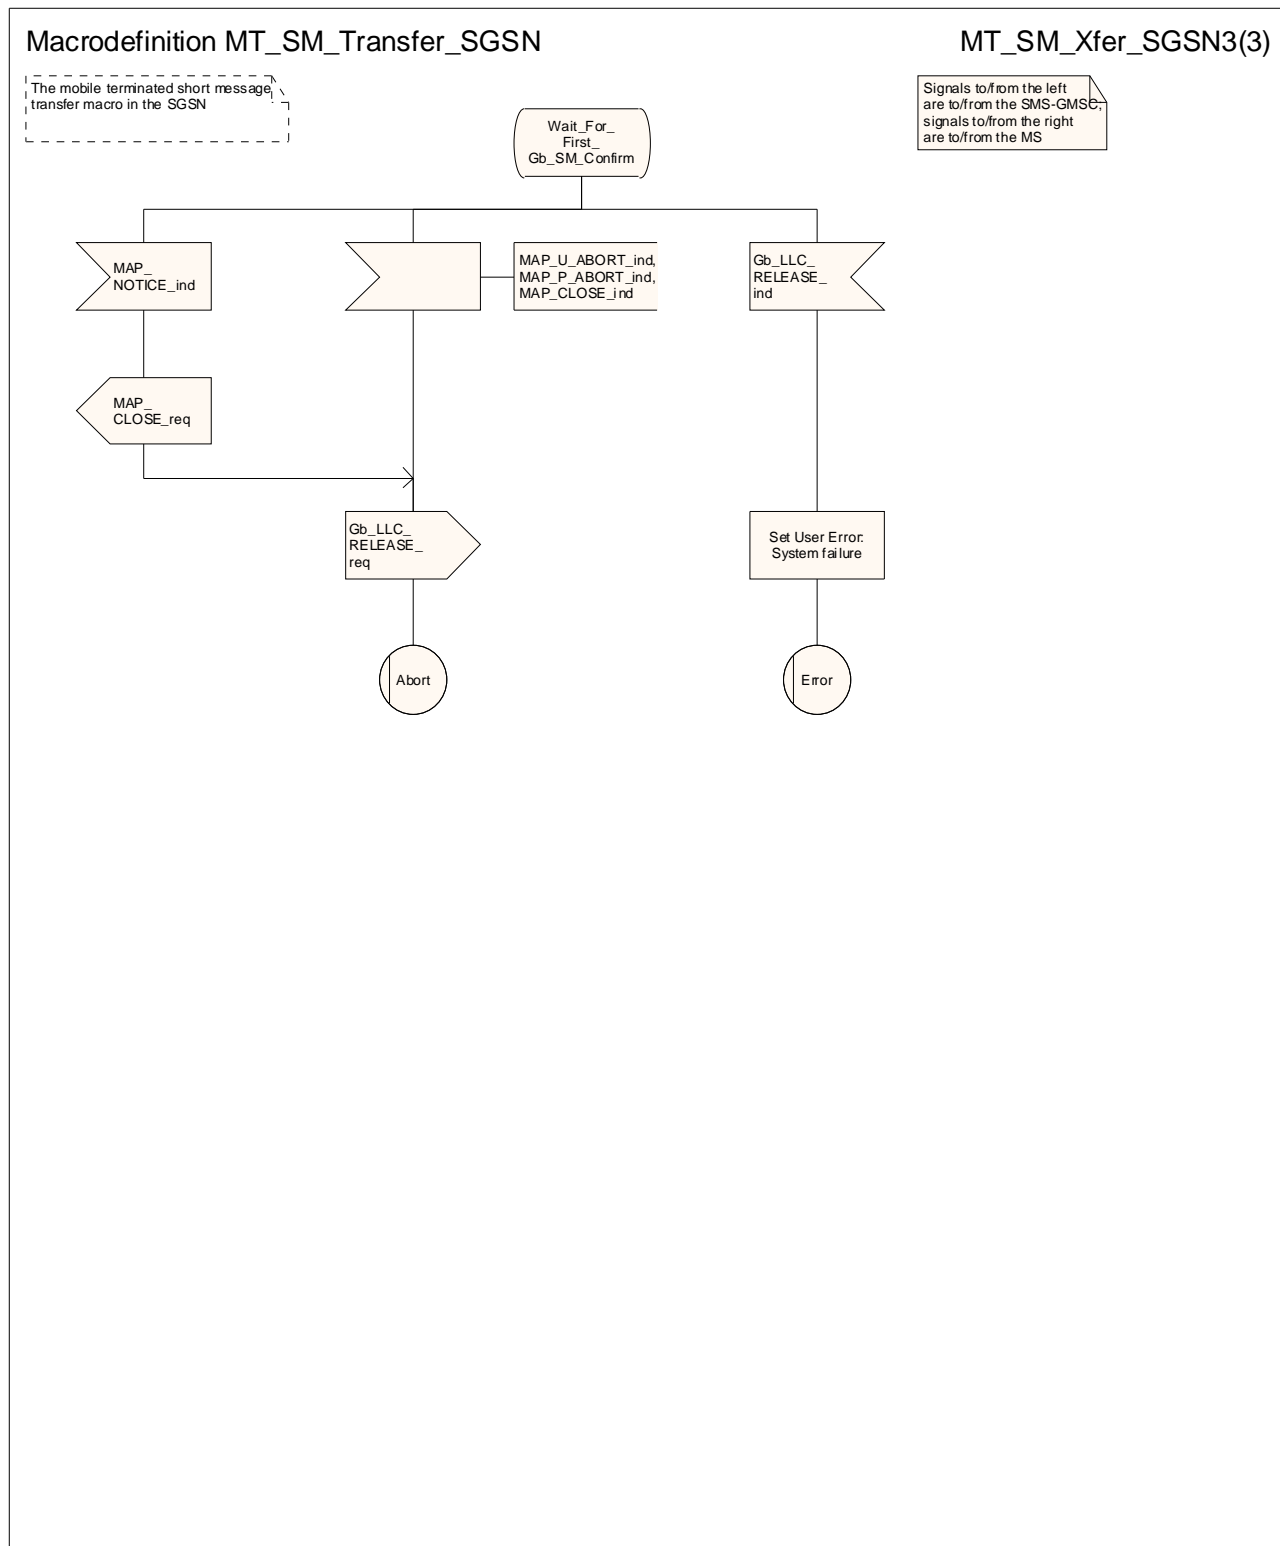 Macrodefinition MT_SM_Transfer_SGSN
MT_SM_Xfer_SGSN3(3)
The mobile terminated short message
transfer macro in the SGSN
Signals to/from the left
are to/from the SMS-GMSC;
signals to/from the right
are to/from the MS
Wait_For_
First_
Gb_SM_Confirm
MAP_
NOTICE_ind
MAP_U_ABORT_ind,
MAP_P_ABORT_ind,
MAP_CLOSE_ind
Gb_LLC_
RELEASE_
ind
MAP_
CLOSE_req
Gb_LLC_
RELEASE_
req
Set User Error:
System failure
Abort
Error